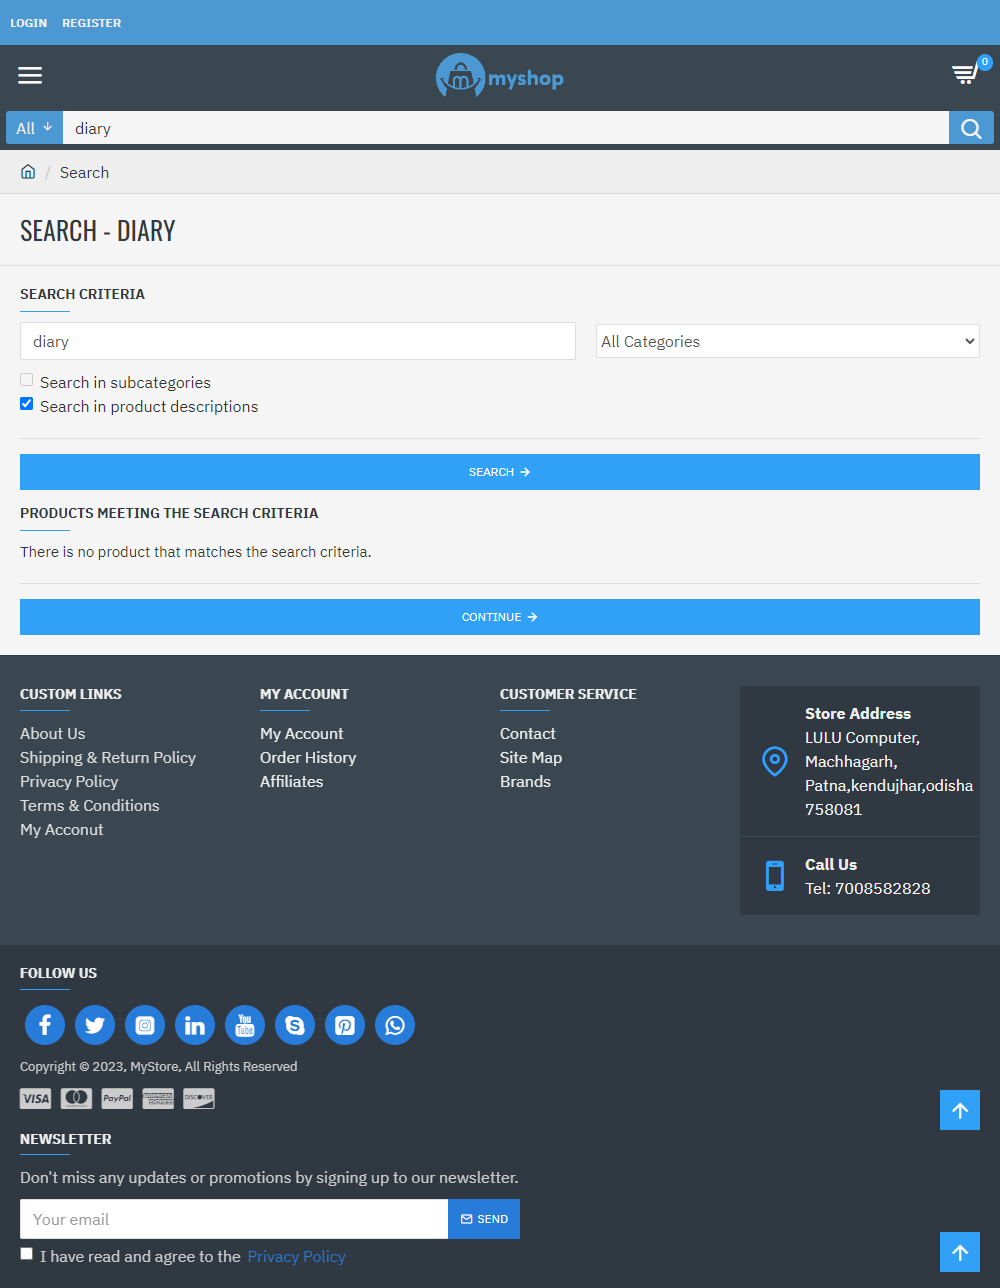 LOGIN REGISTER
myshop
0
All diary
/ Search
SEARCH - DIARY
SEARCH CRITERIA
diary
All Categories
Search in subcategories
Search in product descriptions
SEARCH
PRODUCTS MEETING THE SEARCH CRITERIA
There is no product that matches the search criteria.
CONTINUE
CUSTOM LINKS
About Us
Shipping & Return Policy
Privacy Policy
Terms & Conditions
My Acconut
MY ACCOUNT
My Account
Order History
Affiliates
CUSTOMER SERVICE
Contact
Site Map
Brands
Store Address
LULU Computer,
Machhagarh,
Patna,kendujhar,odisha
758081
Call Us
Tel: 7008582828
FOLLOW US
You
Tube
Copyright © 2023, MyStore, All Rights Reserved
VISA PayPal AMERICAN EXPRESS DISCOVER
NEWSLETTER
Don't miss any updates or promotions by signing up to our newsletter.
Your email
SEND
I have read and agree to the Privacy Policy